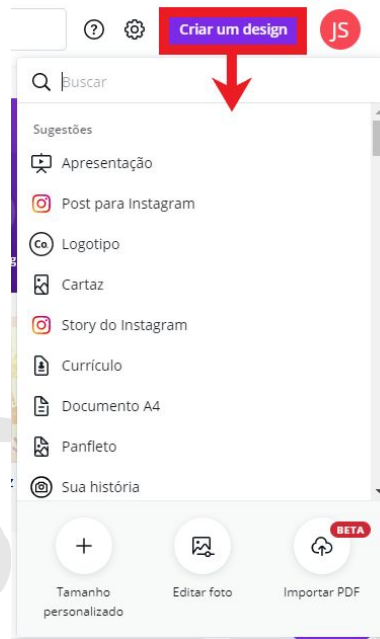 Criar um design
JS
Buscar
Sugestões
Apresentação
Post para Instagram
Co.
Logotipo
Cartaz
Story do Instagram
Currículo
Documento A4
Panfleto
Sua história
BETA
Tamanho
personalizado
Editar foto
Importar PDF